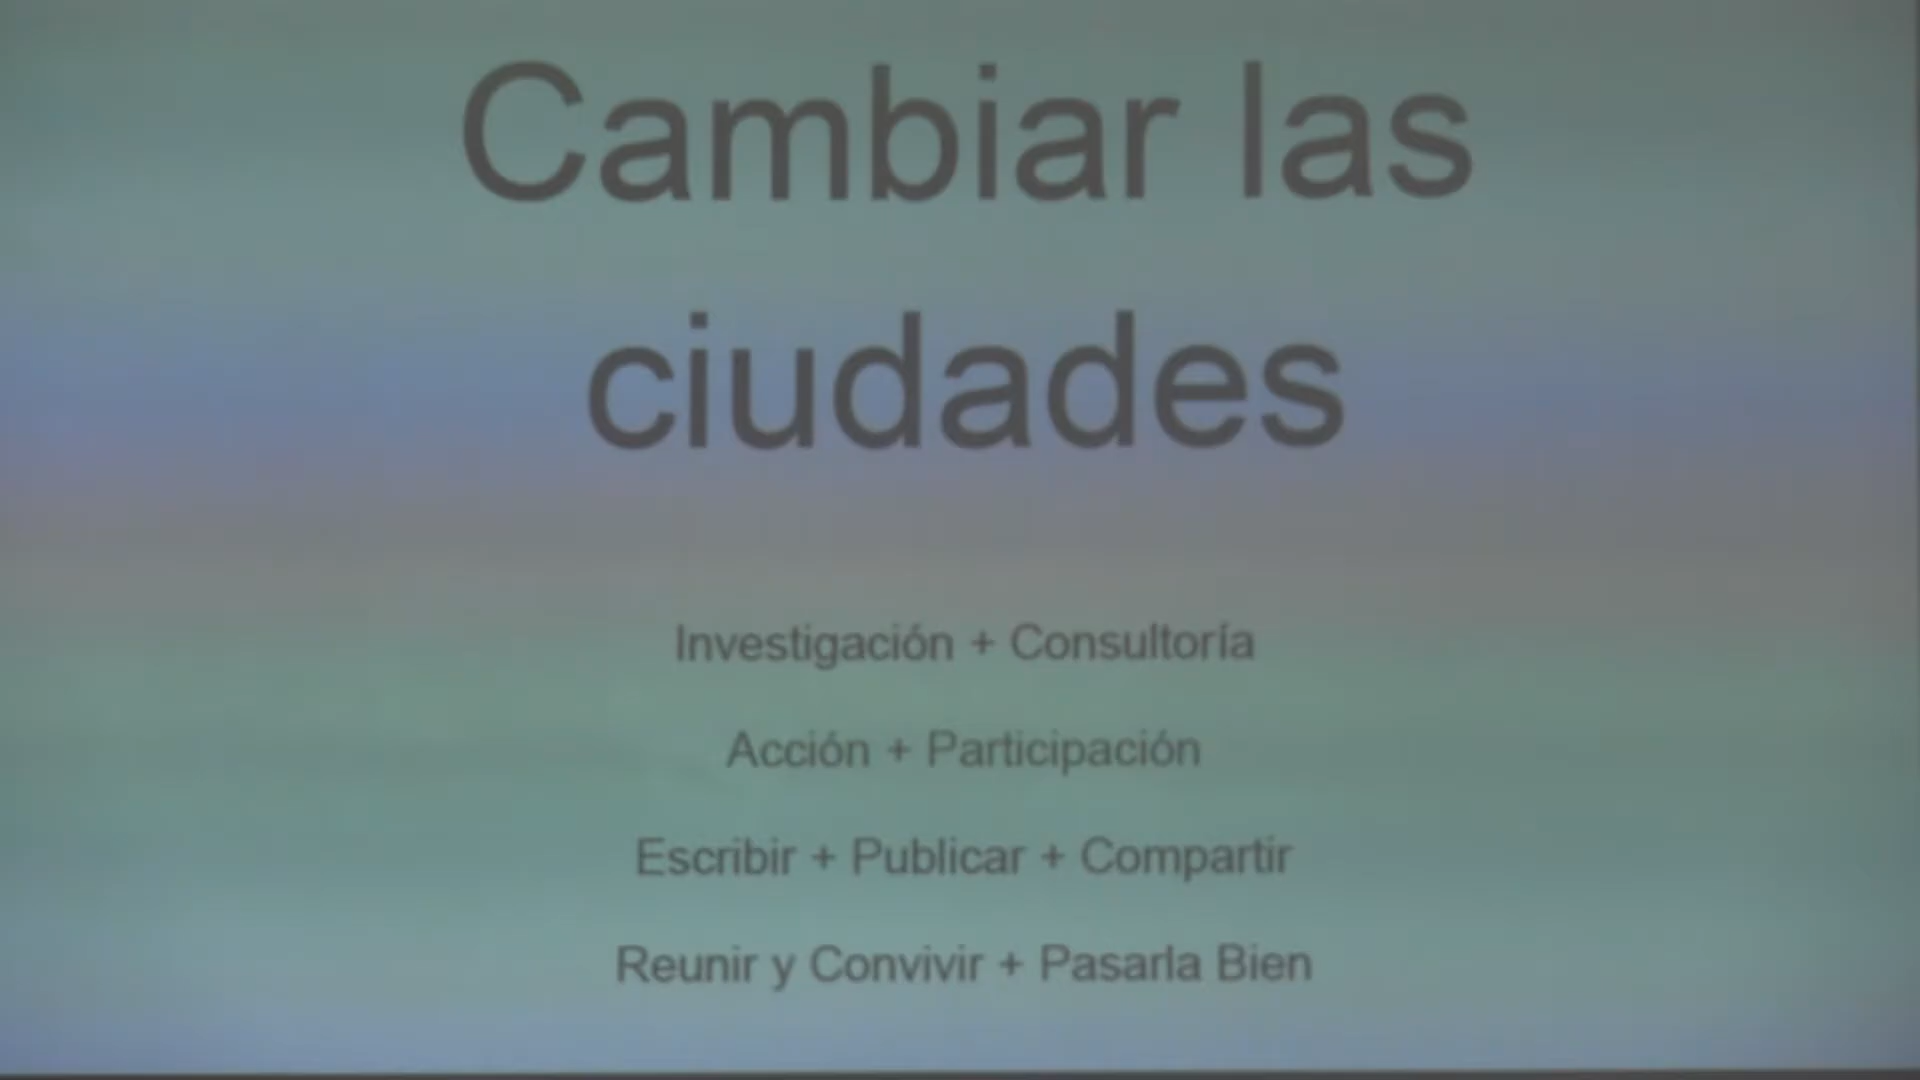 Cambiar las
ciudades
Investigación + Consultoría
Acción + Participación
Escribir + Publicar + Compartir
Reunir y Convivir + Pasarla Bien